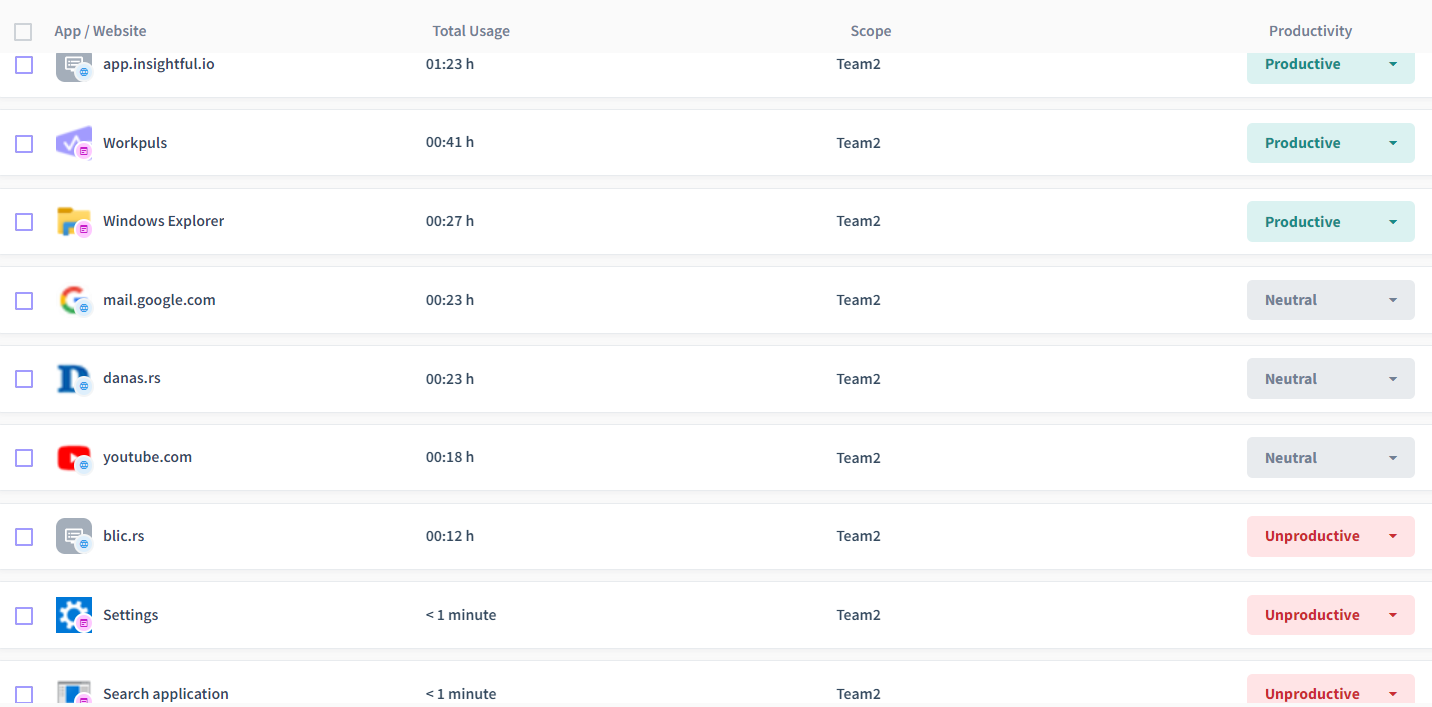 App / Website Total Usage Scope Productivity
app.insightful.io 01:23 h Team2 Productive
Workpuls 00:41 h Team2 Productive
Windows Explorer 00:27 h Team2 Productive
mail.google.com 00:23 h Team2 Neutral
danas.rs 00:23 h Team2 Neutral
youtube.com 00:18 h Team2 Neutral
blic.rs 00:12 h Team2 Unproductive
Settings < 1 minute Team2 Unproductive
Search application < 1 minute Team2 Unproductive